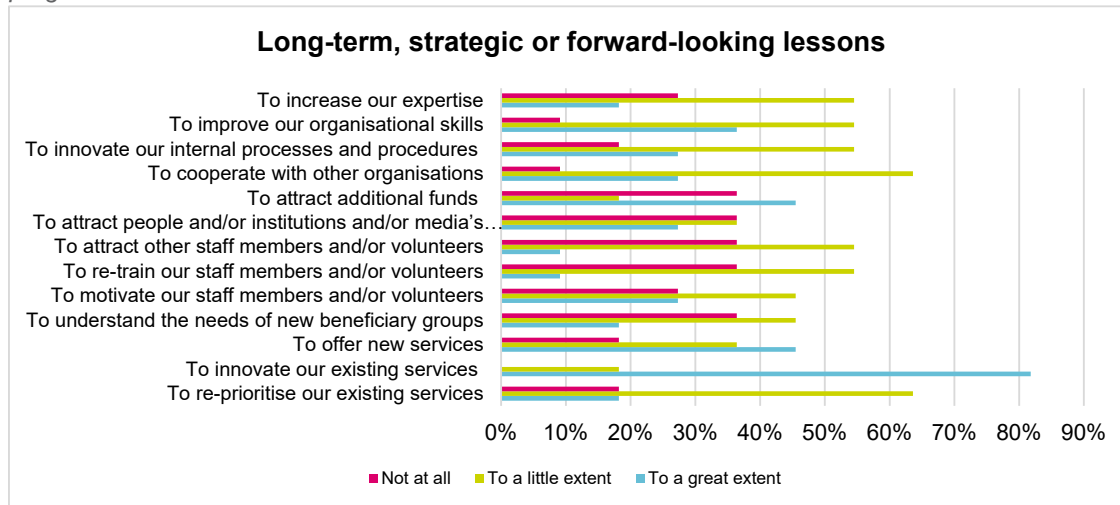 Long-term, strategic or forward-looking lessons
To increase our expertise
To improve our organisational skills
To innovate our internal processes and procedures
To cooperate with other organisations
To attract additional funds
To attract people and/or institutions and/or media's…
To attract other staff members and/or volunteers
To re-train our staff members and/or volunteers
To motivate our staff members and/or volunteers
To understand the needs of new beneficiary groups
To offer new services
To innovate our existing services
To re-prioritise our existing services
0% 10% 20% 30% 40% 50% 60% 70% 80% 90%
Not at all To a little extent To a great extent